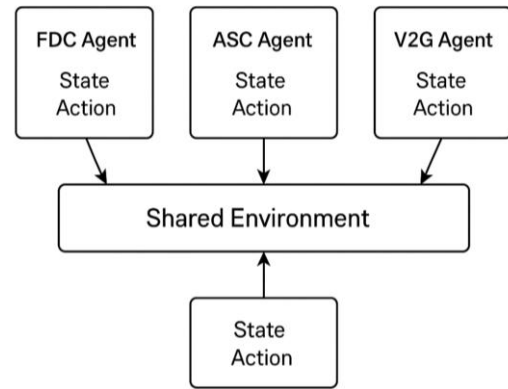 FDC Agent
State
Action
ASC Agent
State
Action
V2G Agent
State
Action
Shared Environment
State
Action